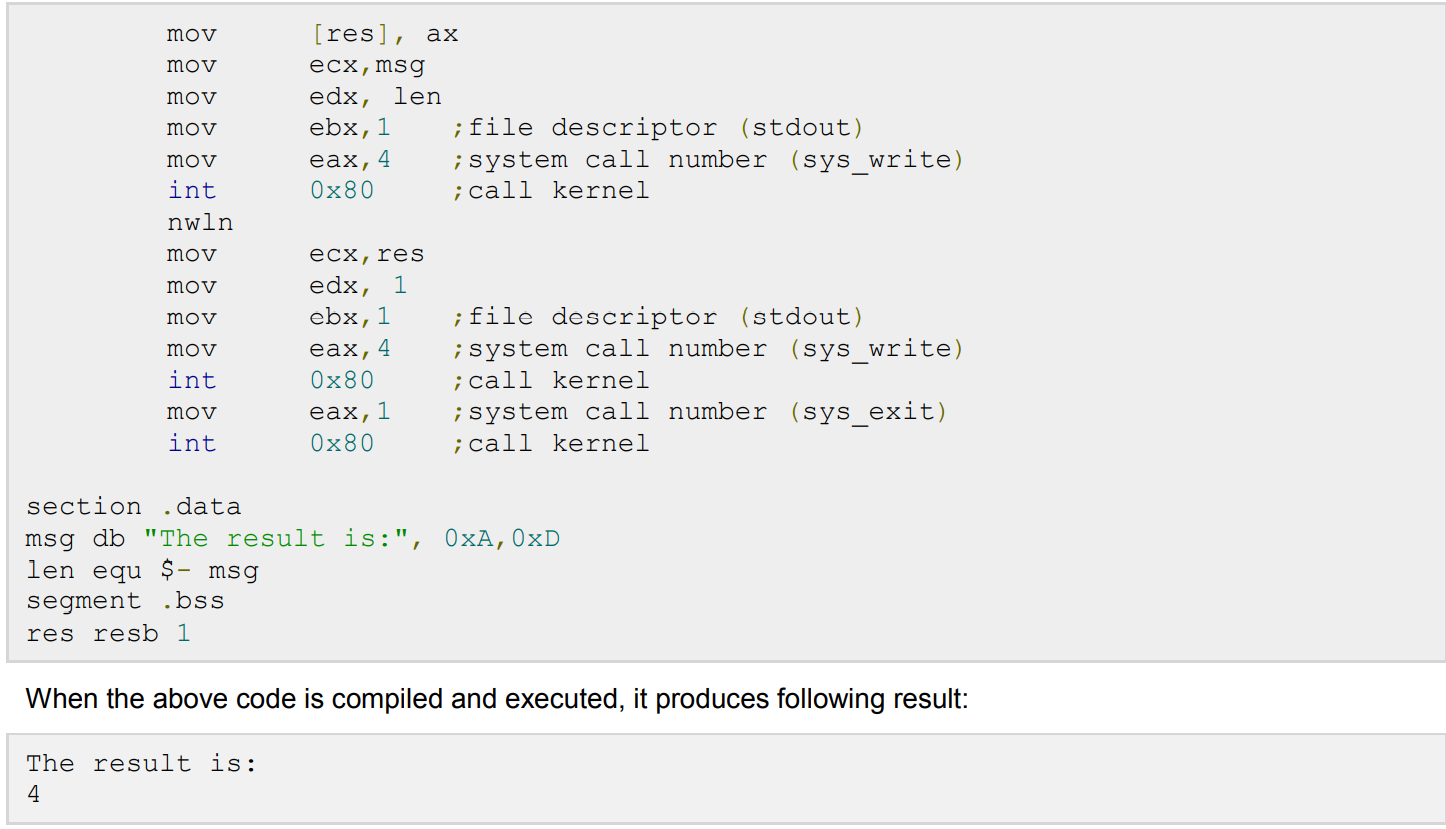 mov [res], ax
mov ecx,msg
mov edx, len
mov ebx,1 ;file descriptor (stdout)
mov eax,4 ;system call number (sys_write)
int 0x80 ;call kernel
nwln
mov ecx,res
mov edx, 1
mov ebx,1 ;file descriptor (stdout)
mov eax,4 ;system call number (sys_write)
int 0x80 ;call kernel
mov eax,1 ;system call number (sys_exit)
int 0x80 ;call kernel
section .data
msg db "The result is:", 0xA,0xD
len equ $- msg
segment .bss
res resb 1
When the above code is compiled and executed, it produces following result:
The result is:
4